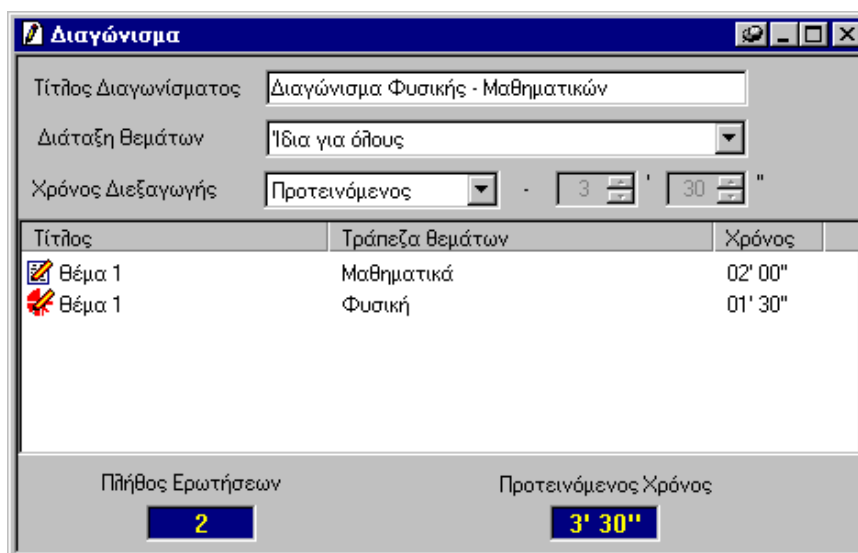 Διαγώνισμα
Τίτλος Διαγωνίσματος Διαγώνισμα Φυσικής - Μαθηματικών
Διάταξη Θεμάτων Ίδια για όλους
Χρόνος Διεξαγωγής Προτεινόμενος - 3 ' 30 "
Τίτλος Τράπεζα θεμάτων Χρόνος
Θέμα 1 Μαθηματικά 02' 00"
Θέμα 1 Φυσική 01' 30"
Πλήθος Ερωτήσεων Προτεινόμενος Χρόνος
2 3' 30"